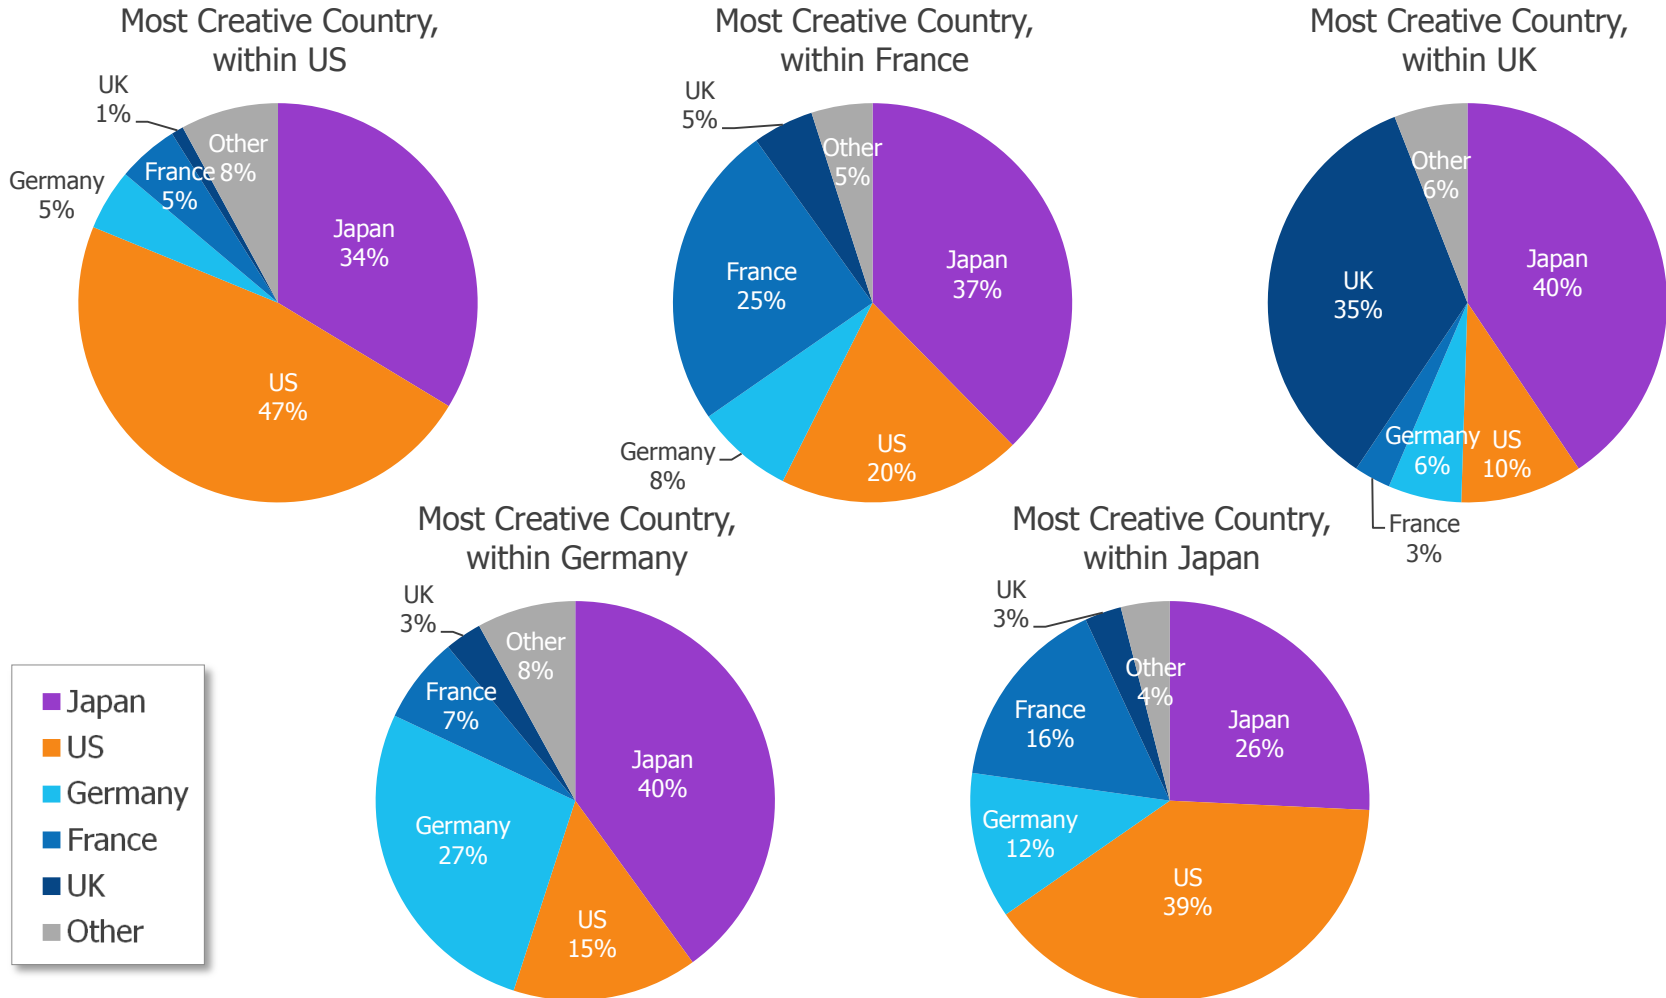 Most Creative Country,
within US
UK
1%
Other
8%
France
5%
Germany
5%
Japan
34%
US
47%
Most Creative Country,
within France
UK
5%
Other
5%
Japan
37%
France
25%
Germany
8%
US
20%
Most Creative Country,
within UK
Other
6%
Japan
40%
UK
35%
Germany
6%
US
10%
France
3%
Most Creative Country,
within Germany
UK
3%
Other
8%
France
7%
Japan
40%
Germany
27%
US
15%
Most Creative Country,
within Japan
UK
3%
Other
4%
France
16%
Japan
26%
Germany
12%
US
39%
Japan
US
Germany
France
UK
Other